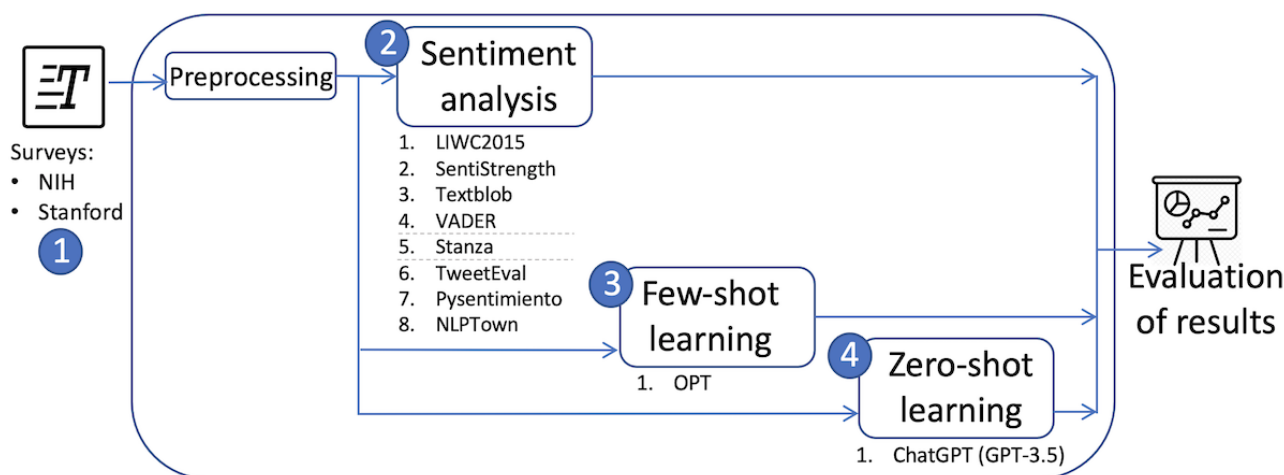 T
Surveys:
• NIH
• Stanford
1
Preprocessing
2
Sentiment
analysis
1. LIWC2015
2. SentiStrength
3. Textblob
4. VADER
5. Stanza
6. TweetEval
7. Pysentimiento
8. NLPTown
3
Few-shot
learning
1. OPT
4
Zero-shot
learning
1. ChatGPT (GPT-3.5)
Evaluation
of results